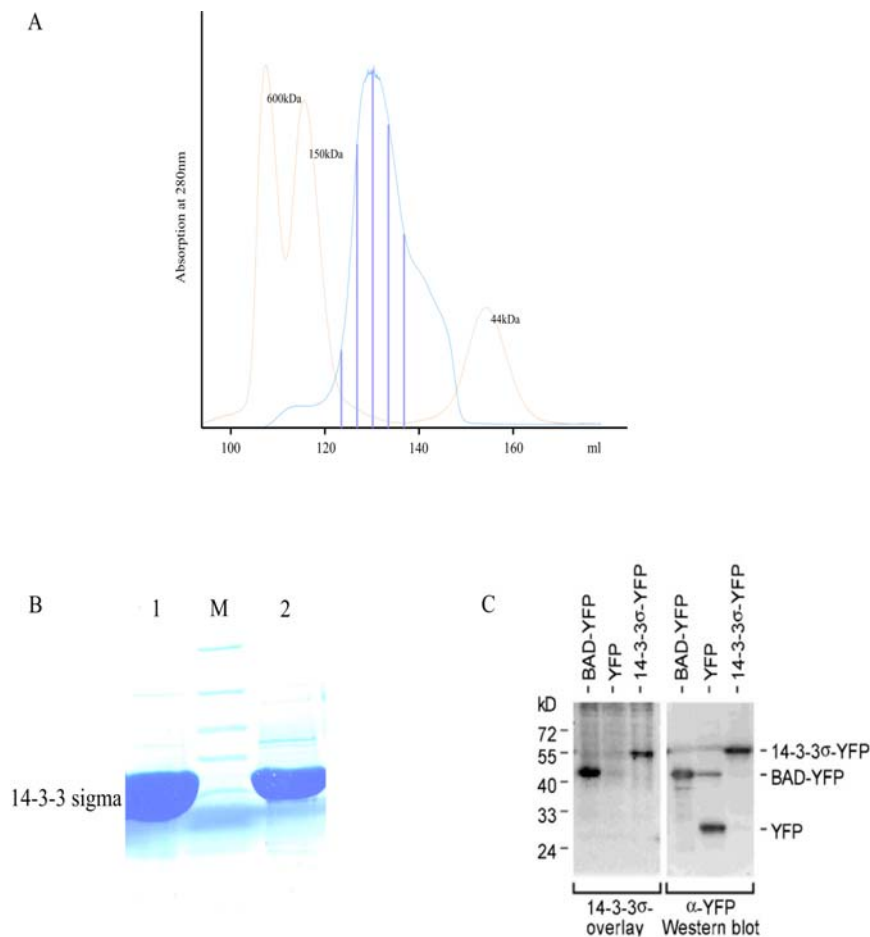 A
600kDa
150kDa
44kDa
Absorption at 280nm
100 120 140 160 ml
B
1 M 2
14-3-3 sigma
C
- BAD-YFP
- YFP
- 14-3-3σ-YFP
- BAD-YFP
- YFP
- 14-3-3σ-YFP
kD
72 -
55 -
40 -
33 -
24 -
- 14-3-3σ-YFP
- BAD-YFP
- YFP
14-3-3σ-
overlay
α-YFP
Western blot